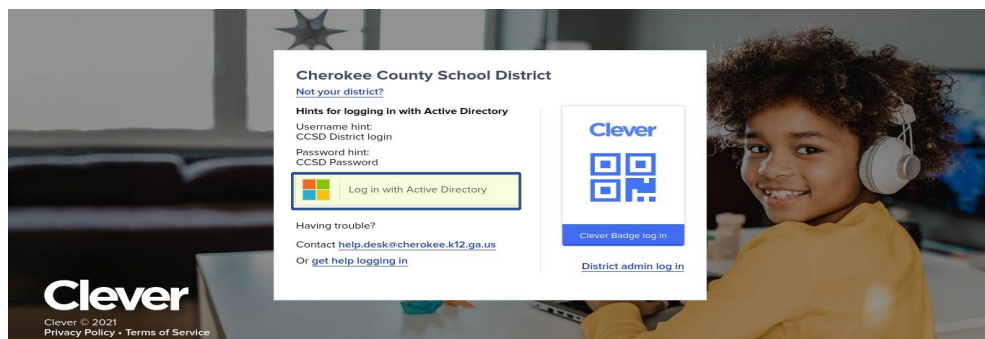 Cherokee County School District
Not your district?
Hints for logging in with Active Directory
Username hint:
CCSD District login
Password hint:
CCSD Password
Log in with Active Directory
Having trouble?
Contact help.desk@cherokee.k12.ga.us
Or get help logging in
Clever
Clever Badge log in
District admin log in
Clever
Clever © 2021
Privacy Policy • Terms of Service